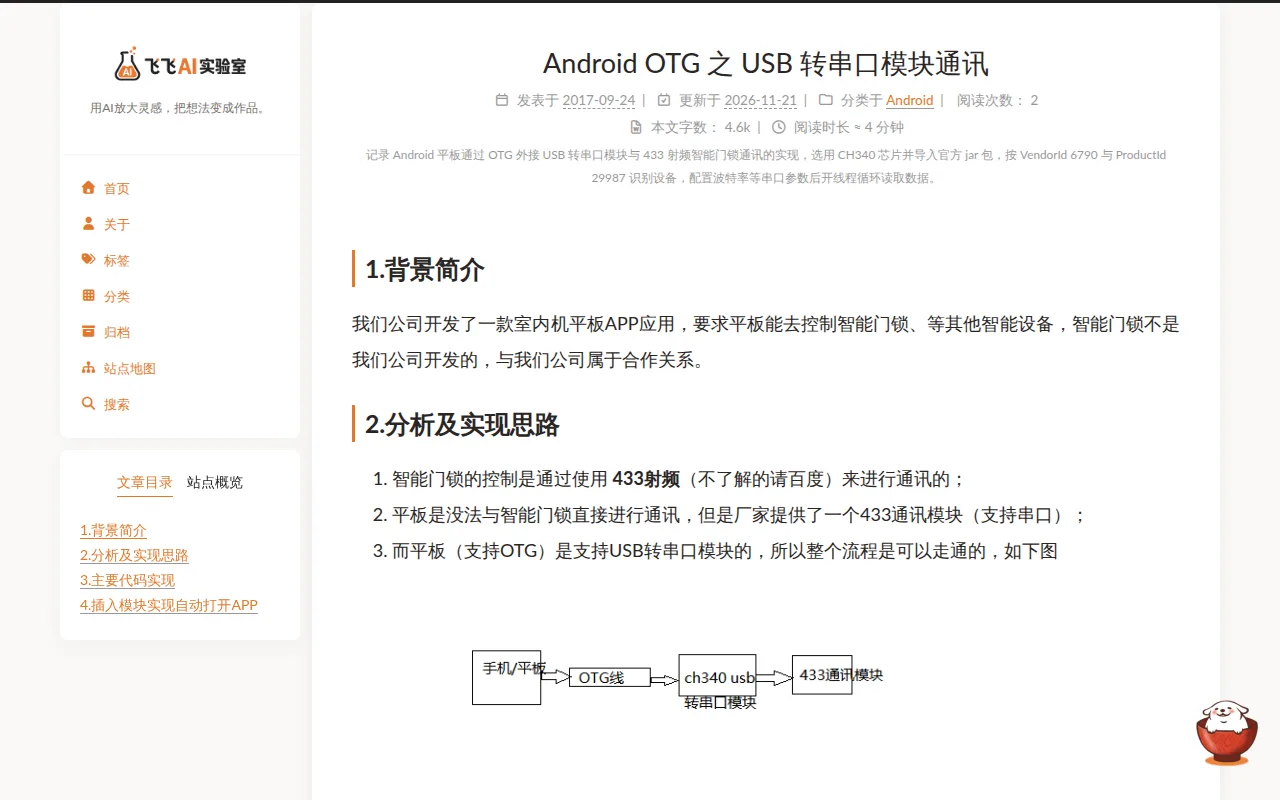 飞飞AI实验室
用AI放大灵感，把想法变成作品。
首页
关于
标签
分类
归档
站点地图
搜索
文章目录 站点概览
1.背景简介
2.分析及实现思路
3.主要代码实现
4.插入模块实现自动打开APP
Android OTG 之 USB 转串口模块通讯
发表于 2017-09-24 | 更新于 2026-11-21 | 分类于 Android | 阅读次数： 2
本文字数： 4.6k | 阅读时长 ≈ 4 分钟
记录 Android 平板通过 OTG 外接 USB 转串口模块与 433 射频智能门锁通讯的实现，选用 CH340 芯片并导入官方 jar 包，按 VendorId 6790 与 ProductId
29987 识别设备，配置波特率等串口参数后开线程循环读取数据。
1.背景简介
我们公司开发了一款室内机平板APP应用，要求平板能去控制智能门锁、等其他智能设备，智能门锁不是
我们公司开发的，与我们公司属于合作关系。
2.分析及实现思路
1. 智能门锁的控制是通过使用 433射频（不了解的请百度）来进行通讯的；
2. 平板是没法与智能门锁直接进行通讯，但是厂家提供了一个433通讯模块（支持串口）；
3. 而平板（支持OTG）是支持USB转串口模块的，所以整个流程是可以走通的，如下图
手机/平板
OTG线
ch340 usb
转串口模块
433通讯模块